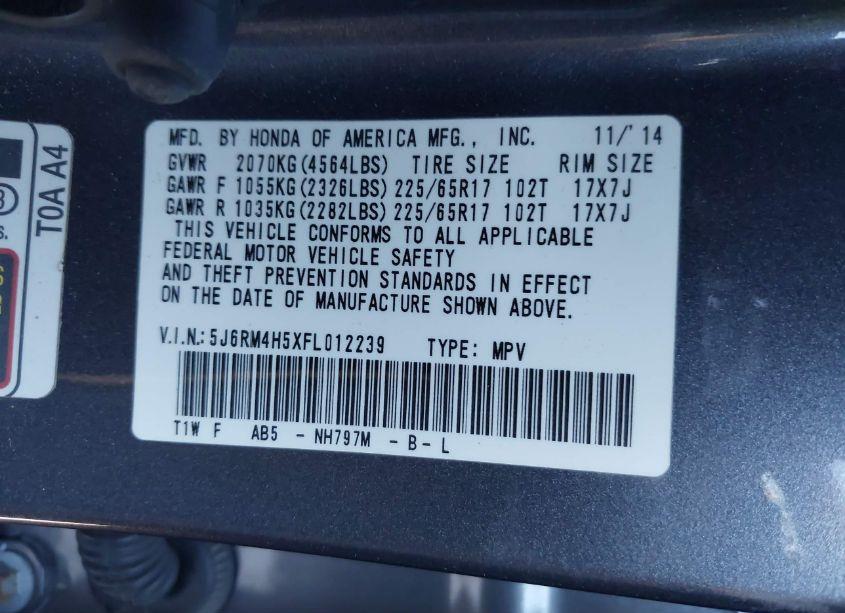 MFD. BY HONDA OF AMERICA MFG., INC. 11/'14
GVWR 2070KG(4564LBS) TIRE SIZE RIM SIZE
GAWR F 1055KG(2326LBS) 225/65R17 102T 17X7J
GAWR R 1035KG(2282LBS) 225/65R17 102T 17X7J
THIS VEHICLE CONFORMS TO ALL APPLICABLE
FEDERAL MOTOR VEHICLE SAFETY
AND THEFT PREVENTION STANDARDS IN EFFECT
ON THE DATE OF MANUFACTURE SHOWN ABOVE.
V.I.N.: 5J6RM4H5XFL012239 TYPE: MPV
T1W F AB5 - NH797M - B - L
T0A A4